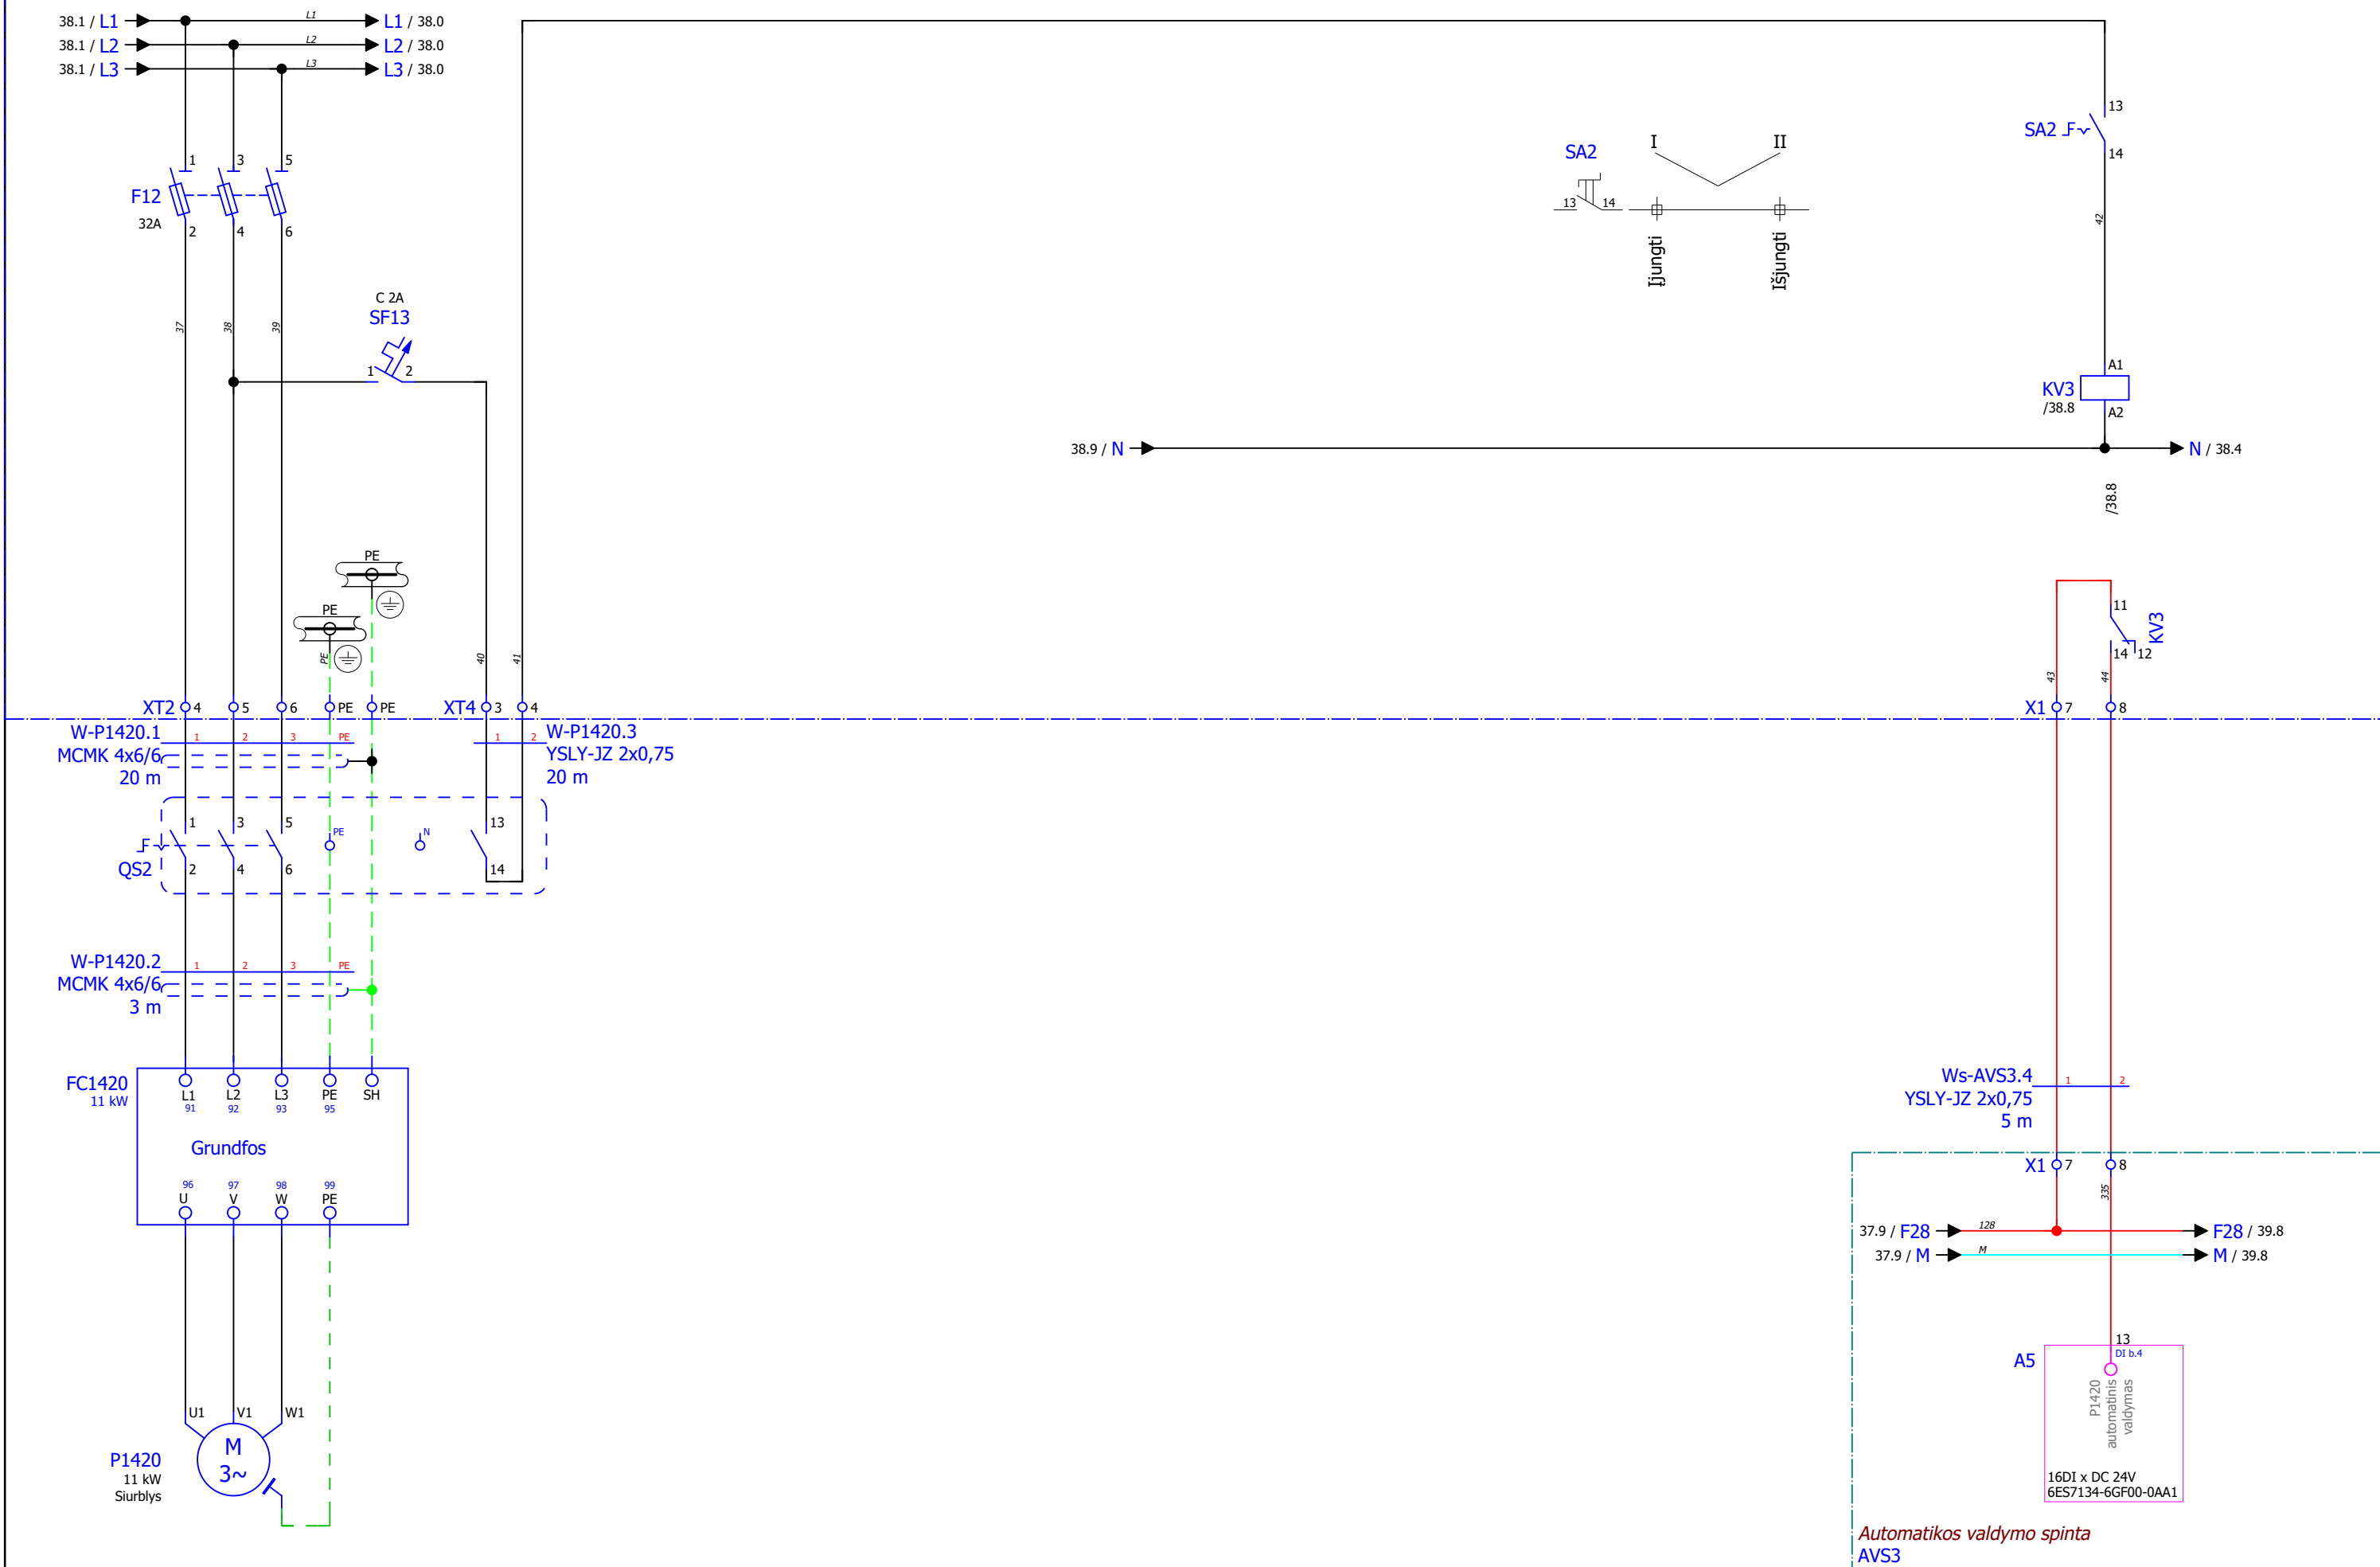 38.1 / L1 L1 L1 / 38.0
38.1 / L2 L2 L2 / 38.0
38.1 / L3 L3 L3 / 38.0
13
SA2
14
SA2
I II
13 14
Įjungti
Išjungti
42
1 3 5
F12
32A
2 4 6
37 38 39
C 2A
SF13
1 2
A1
KV3
/38.8
A2
38.9 / N N / 38.4
/38.8
PE
PE
PE
40 41
11
KV3
14 12
43 44
XT2 4 5 6 PE PE XT4 3 4
X1 7 8
W-P1420.1
MCMK 4x6/6
20 m
1 2 3 PE
1 2
W-P1420.3
YSLY-JZ 2x0,75
20 m
1 3 5 13
PE N
QS2
2 4 6 14
W-P1420.2
MCMK 4x6/6
3 m
1 2 3 PE
FC1420
11 kW
L1 L2 L3 PE SH
91 92 93 95
Grundfos
96 97 98 99
U V W PE
U1 V1 W1
M
3~
P1420
11 kW
Siurblys
Ws-AVS3.4
YSLY-JZ 2x0,75
5 m
1 2
X1 7 8
335
37.9 / F28 128 F28 / 39.8
37.9 / M M M / 39.8
13
DI b.4
A5
P1420
automatinis
valdymas
16DI x DC 24V
6ES7134-6GF00-0AA1
Automatikos valdymo spinta
AVS3